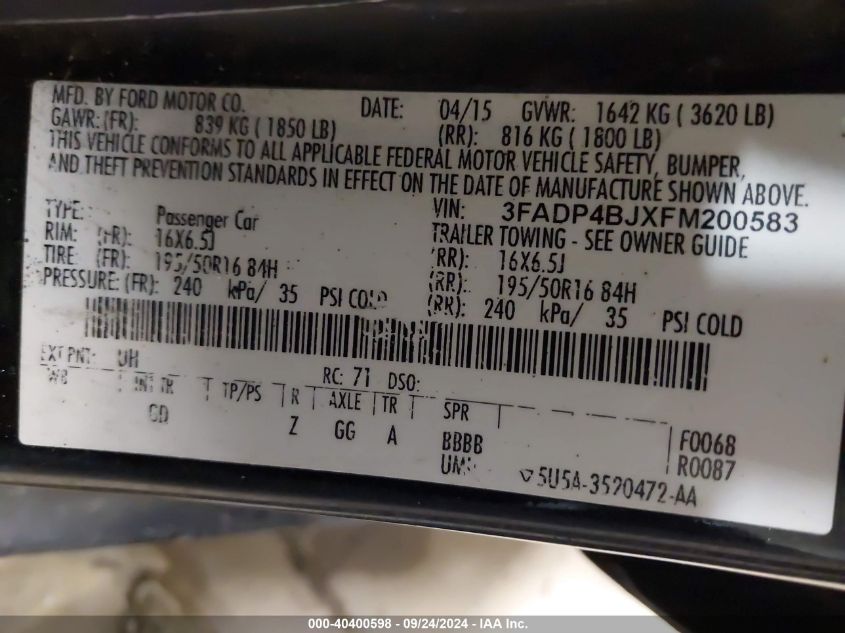 MFD. BY FORD MOTOR CO. DATE: 04/15 GVWR: 1642 KG ( 3620 LB)
GAWR: (FR): 839 KG ( 1850 LB) (RR): 816 KG ( 1800 LB)
THIS VEHICLE CONFORMS TO ALL APPLICABLE FEDERAL MOTOR VEHICLE SAFETY, BUMPER,
AND THEFT PREVENTION STANDARDS IN EFFECT ON THE DATE OF MANUFACTURE SHOWN ABOVE.
VIN: 3FADP4BJXFM200583
TYPE: Passenger Car TRAILER TOWING - SEE OWNER GUIDE
RIM: (FR): 16X6.5J (RR): 16X6.5J
TIRE: (FR): 195/50R16 84H (RR): 195/50R16 84H
PRESSURE: (FR): 240 kPa/ 35 PSI COLD (RR): 240 kPa/ 35 PSI COLD
EXT PNT: UH RC: 71 DSO:
WB INT TR TP/PS R AXLE TR SPR F0068
Z GG A BBBB R0087
5U5A-3520472-AA
000-40400598 - 09/24/2024 - IAA Inc.